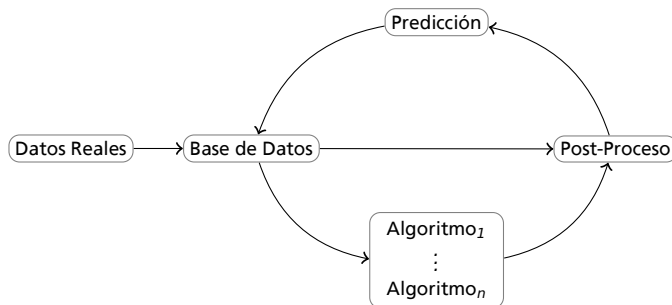 Predicción
Datos Reales
Base de Datos
Post-Proceso
Algoritmo₁
⋮
Algoritmoₙ